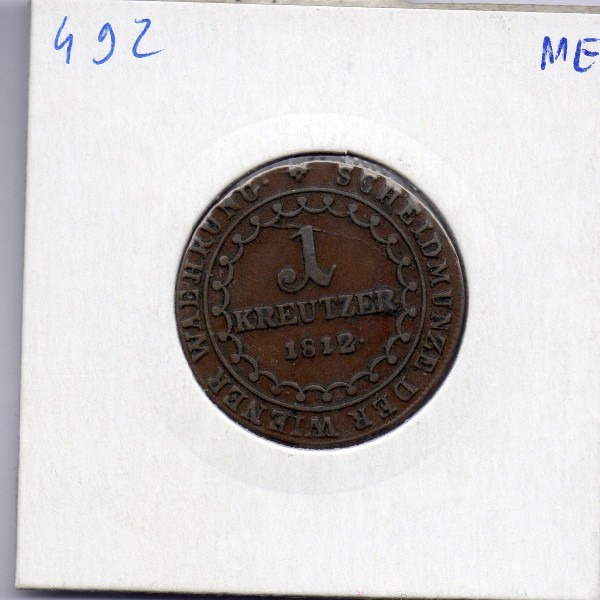 492
ME
SCHEIDMUNZE DER WIENER WAEHRUNG.
1
KREUTZER
1812.